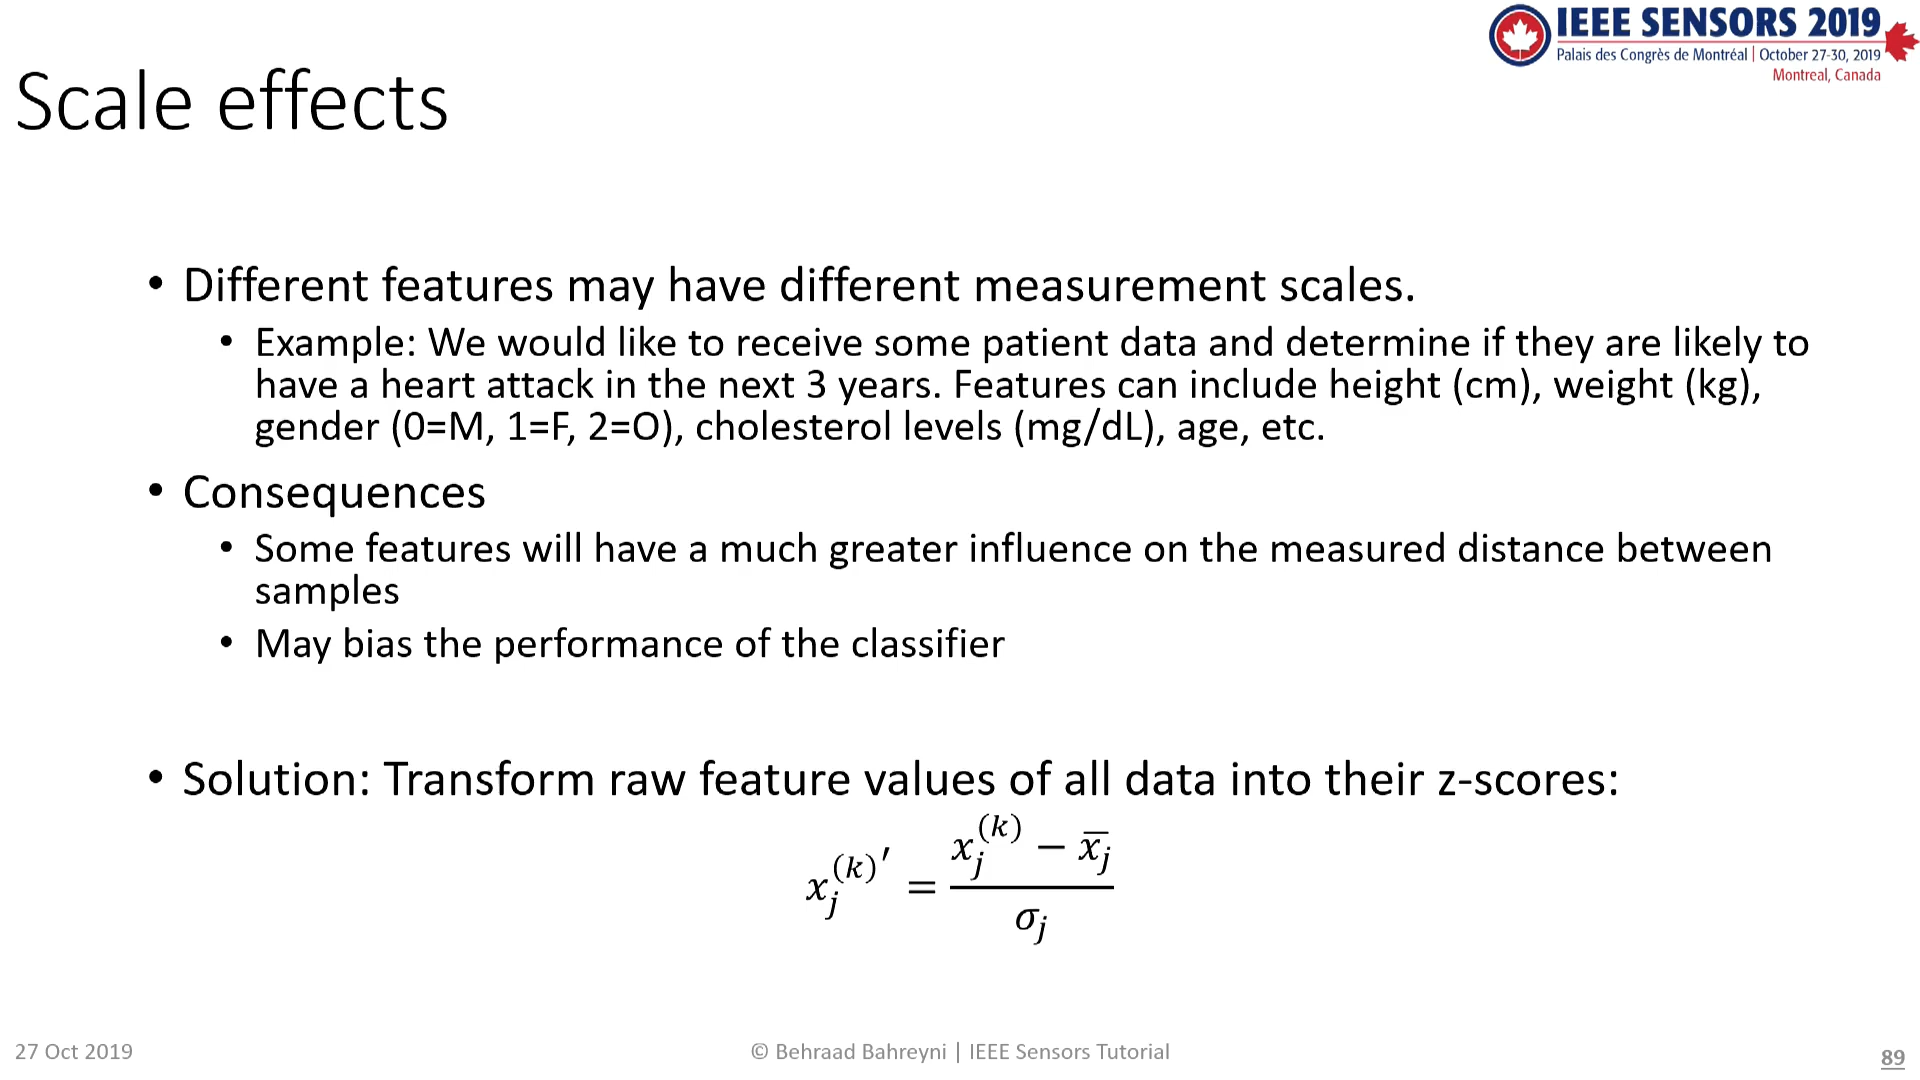 IEEE SENSORS 2019
Palais des Congrès de Montréal | October 27-30, 2019
Montreal, Canada
Scale effects
• Different features may have different measurement scales.
• Example: We would like to receive some patient data and determine if they are likely to
have a heart attack in the next 3 years. Features can include height (cm), weight (kg),
gender (0=M, 1=F, 2=O), cholesterol levels (mg/dL), age, etc.
• Consequences
• Some features will have a much greater influence on the measured distance between
samples
• May bias the performance of the classifier
• Solution: Transform raw feature values of all data into their z-scores:
$x_j^{(k)'} = \frac{x_j^{(k)} - \overline{x_j}}{\sigma_j}$
27 Oct 2019
© Behraad Bahreyni | IEEE Sensors Tutorial
89